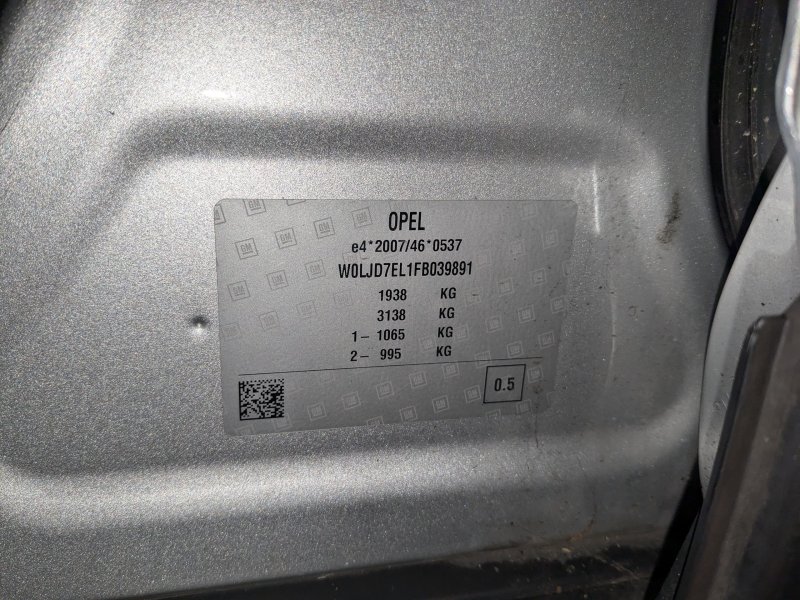 OPEL
e4*2007/46*0537
W0LJD7EL1FB039891
1938 KG
3138 KG
1– 1065 KG
2– 995 KG
0.5